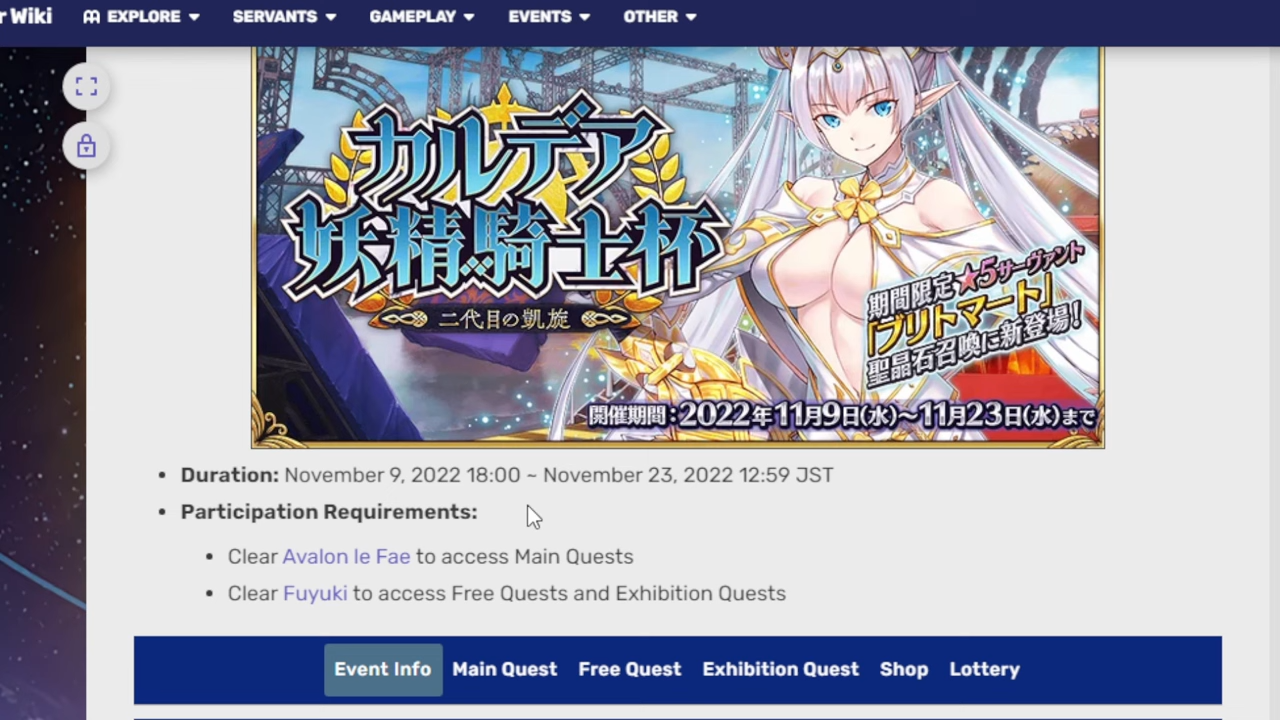 r Wiki
EXPLORE
SERVANTS
GAMEPLAY
EVENTS
OTHER
カルデア
妖精騎士杯
二代目の凱旋
期間限定★5サーヴァント
「ブリトマート」
聖晶石召喚に新登場！
開催期間：2022年11月9日(水)～11月23日(水)まで
• Duration: November 9, 2022 18:00 ~ November 23, 2022 12:59 JST
• Participation Requirements:
• Clear Avalon le Fae to access Main Quests
• Clear Fuyuki to access Free Quests and Exhibition Quests
Event Info
Main Quest
Free Quest
Exhibition Quest
Shop
Lottery